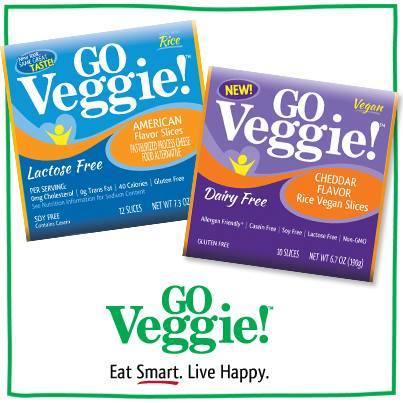 New look,
SAME GREAT
TASTE!
Rice
GO
Veggie!™
AMERICAN
Flavor Slices
PASTEURIZED PROCESS CHEESE
FOOD ALTERNATIVE
Lactose Free
PER SERVING:
0mg Cholesterol | 0g Trans Fat | 40 Calories | Gluten Free
See Nutrition Information for Sodium Content
SOY FREE
Contains Casein
12 SLICES NET WT 7.3 OZ
NEW!
Vegan
GO
Veggie!™
CHEDDAR
FLAVOR
Rice Vegan Slices
Dairy Free
Allergen Friendly* | Casein Free | Soy Free | Lactose Free | Non-GMO
GLUTEN FREE
10 SLICES NET WT 6.7 OZ (190g)
GO
Veggie!™
Eat Smart. Live Happy.